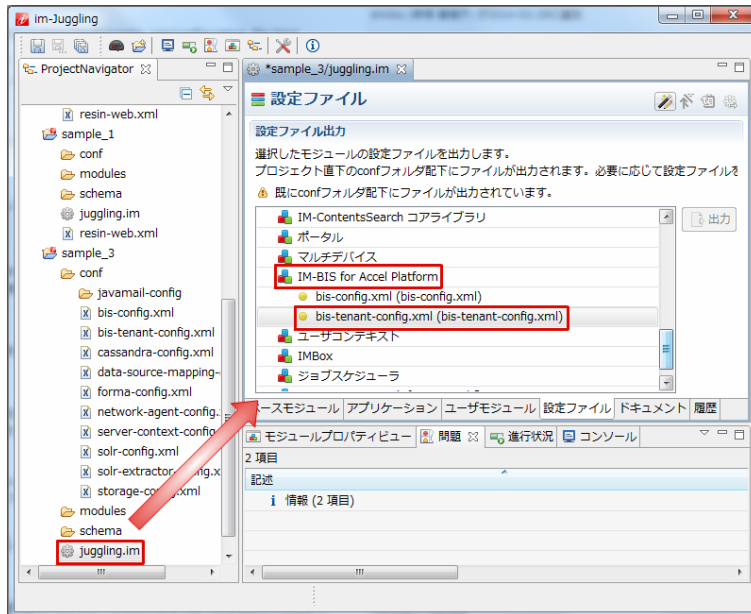 im-Juggling
ProjectNavigator
resin-web.xml
sample_1
conf
modules
schema
juggling.im
resin-web.xml
sample_3
conf
javamail-config
bis-config.xml
bis-tenant-config.xml
cassandra-config.xml
data-source-mapping-
forma-config.xml
network-agent-config.
server-context-config
solr-config.xml
solr-extractor-
storage-
modules
schema
juggling.im
*sample_3/juggling.im
設定ファイル
設定ファイル出力
選択したモジュールの設定ファイルを出力します。
プロジェクト直下のconfフォルダ配下にファイルが出力されます。必要に応じて設定ファイルを
既にconfフォルダ配下にファイルが出力されています。
IM-ContentsSearch コアライブラリ
出力
ポータル
マルチデバイス
IM-BIS for Accel Platform
bis-config.xml (bis-config.xml)
bis-tenant-config.xml (bis-tenant-config.xml)
ユーザコンテキスト
IMBox
ジョブスケジューラ
ベースモジュール アプリケーション ユーザモジュール 設定ファイル ドキュメント 履歴
モジュールプロパティビュー 問題 進行状況 コンソール
2 項目
記述
情報 (2 項目)